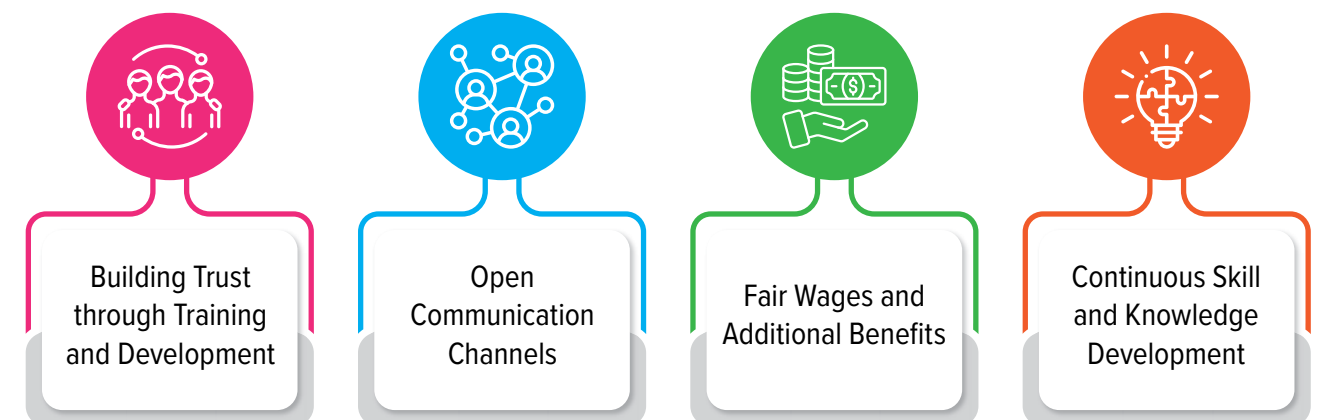 Building Trust
through Training
and Development
Open
Communication
Channels
Fair Wages and
Additional Benefits
Continuous Skill
and Knowledge
Development